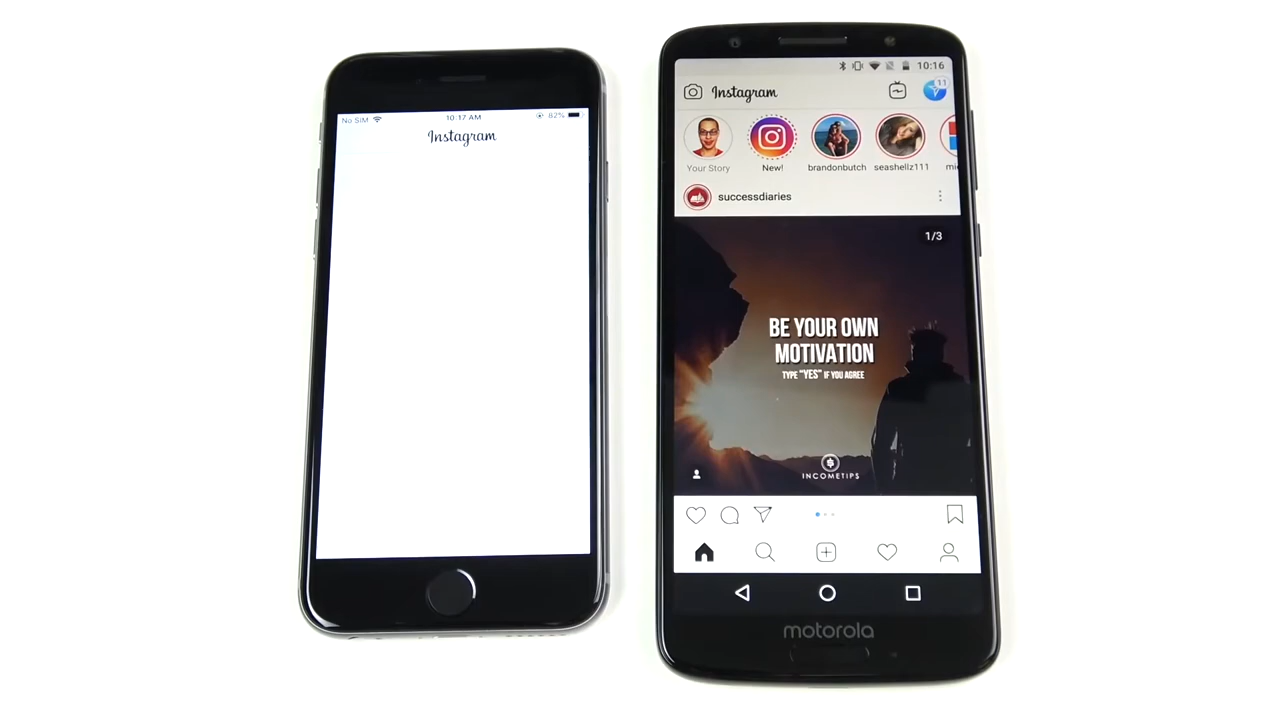 No SIM 10:17 AM 82%
Instagram
10:16
Instagram
11
Your Story New! brandonbutch seashellz111
successdiaries
1/3
BE YOUR OWN
MOTIVATION
TYPE "YES" IF YOU AGREE
$
INCOMETIPS
motorola